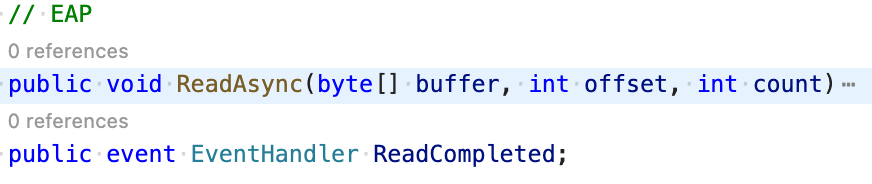 // EAP
0 references
public void ReadAsync(byte[] buffer, int offset, int count) ⋯
0 references
public event EventHandler ReadCompleted;